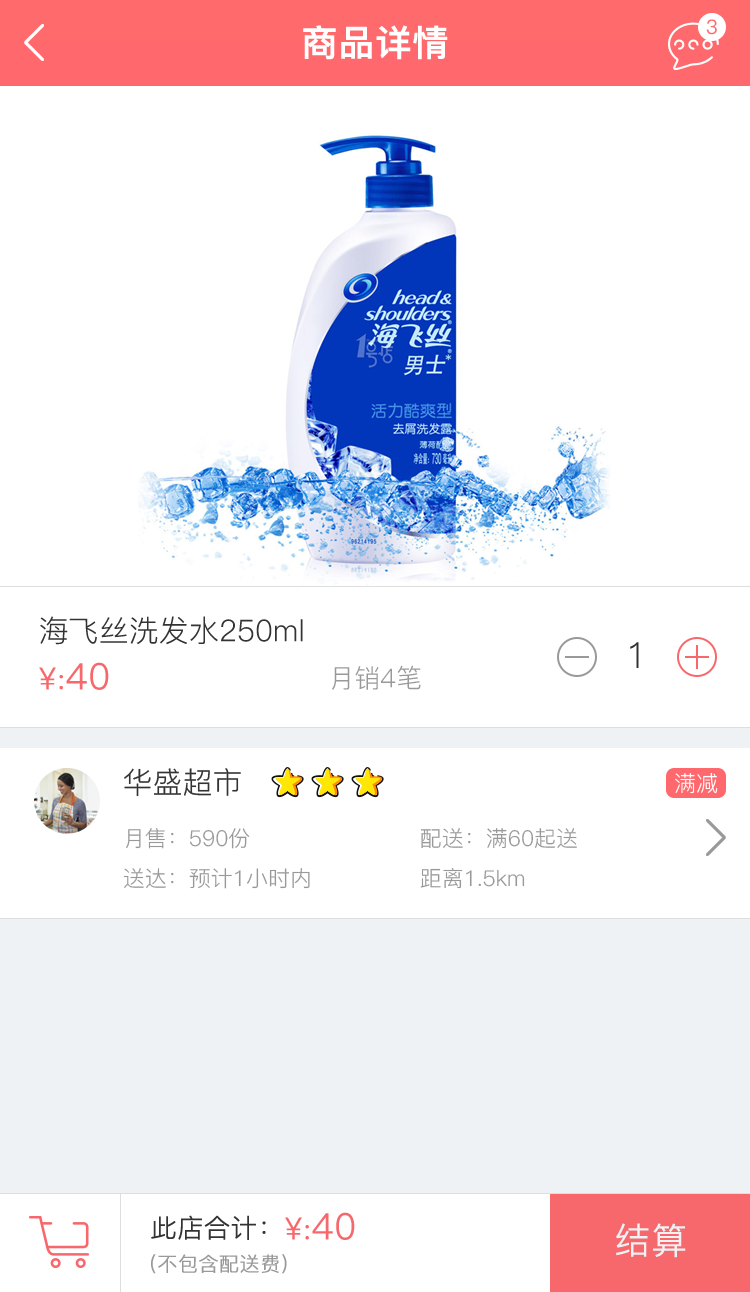 商品详情
3
head&
shoulders
海飞丝
男士
活力酷爽型
去屑洗发露
海飞丝洗发水250ml
¥:40
月销4笔
1
华盛超市
满减
月售：590份
配送：满60起送
送达：预计1小时内
距离1.5km
此店合计：¥:40
(不包含配送费)
结算